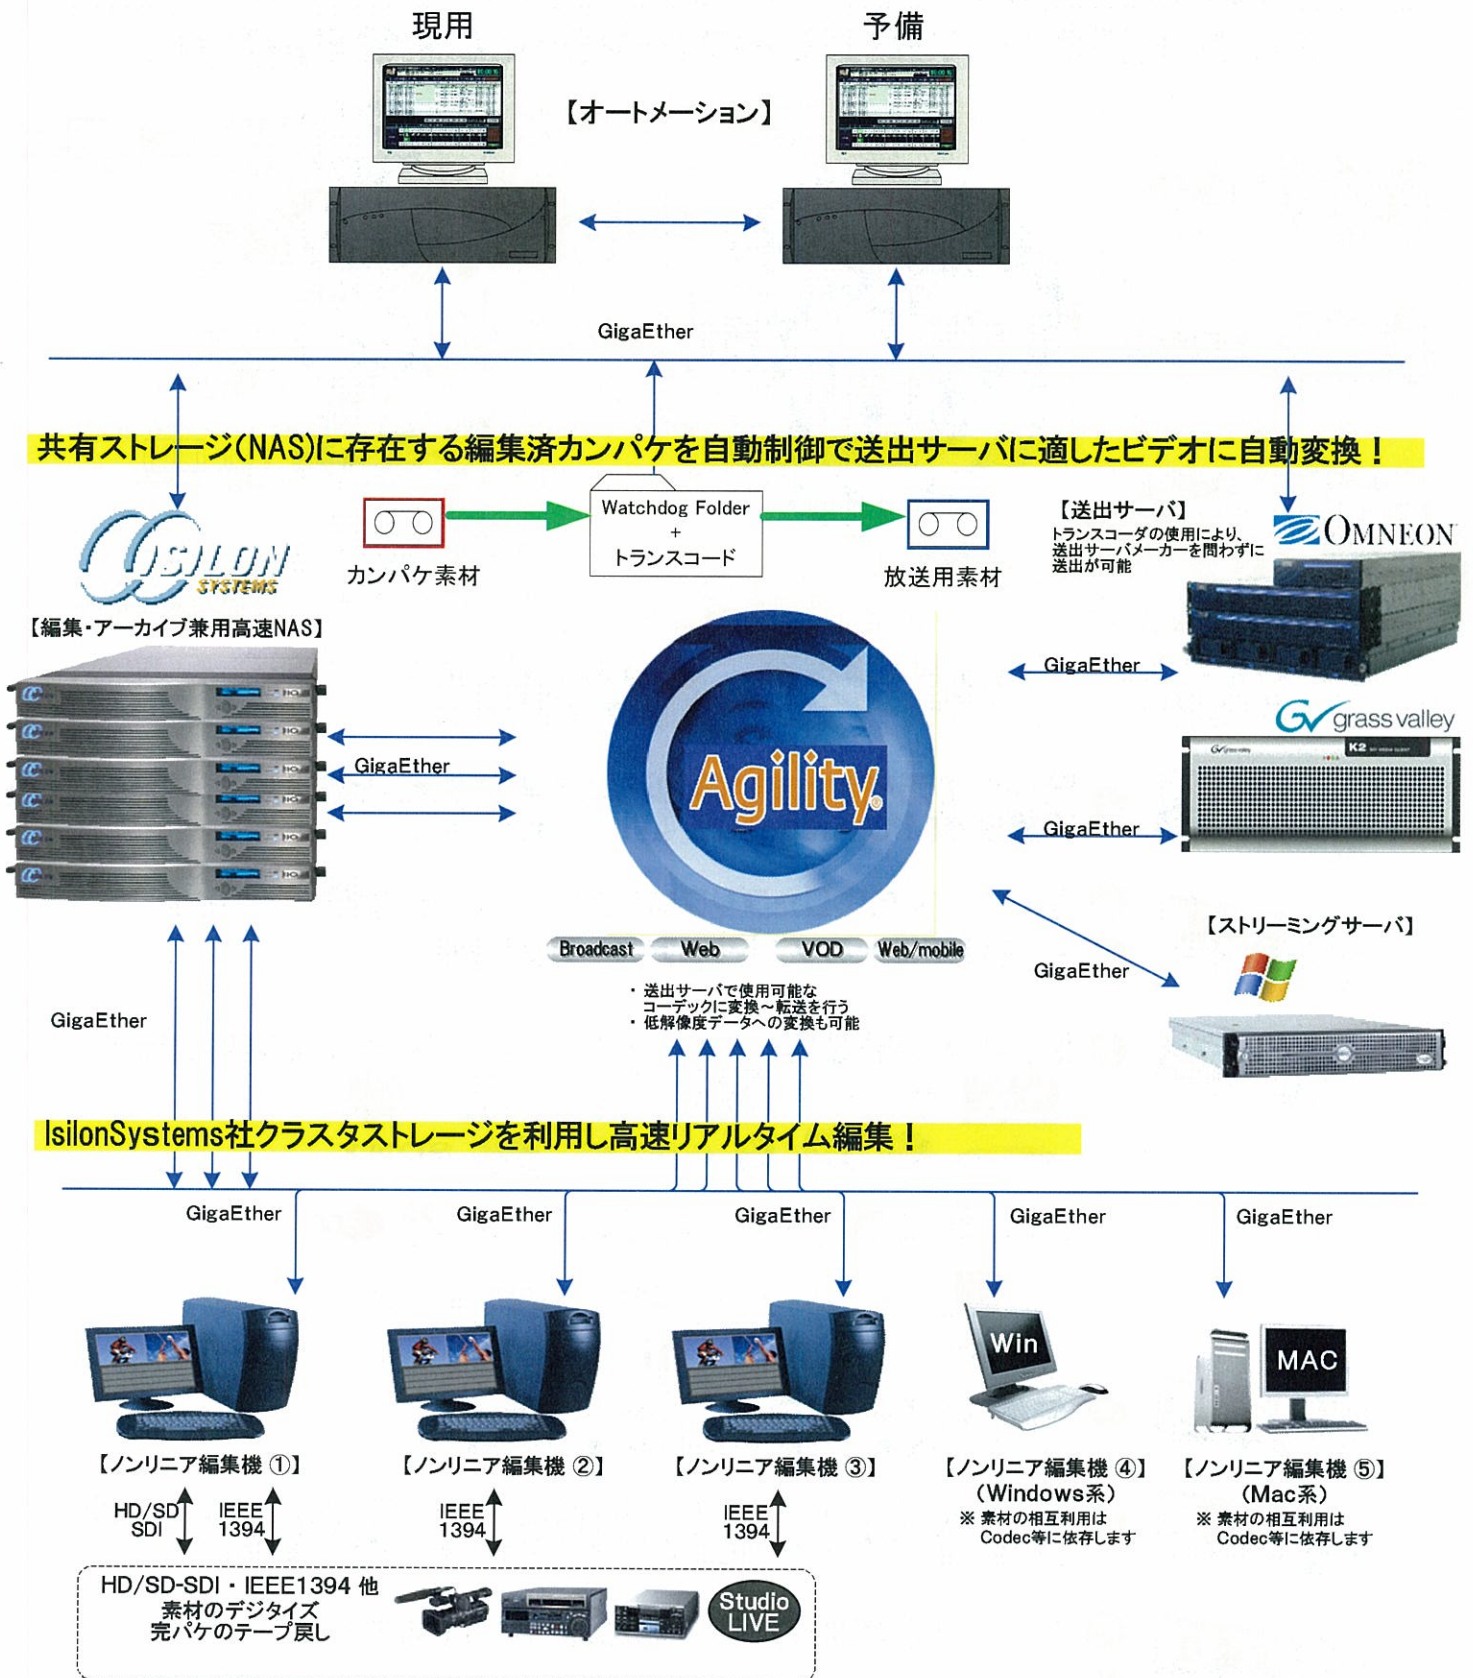 現用
予備
【オートメーション】
GigaEther
共有ストレージ(NAS)に存在する編集済カンパケを自動制御で送出サーバに適したビデオに自動変換！
ISILON
SYSTEMS
【編集・アーカイブ兼用高速NAS】
カンパケ素材
Watchdog Folder
+
トランスコード
放送用素材
【送出サーバ】
トランスコーダの使用により、
送出サーバメーカーを問わずに
送出が可能
OMNEON
GigaEther
GigaEther
Agility
GV grass valley
K2
GigaEther
Broadcast
Web
VOD
Web/mobile
・ 送出サーバで使用可能な
コーデックに変換～転送を行う
・ 低解像度データへの変換も可能
【ストリーミングサーバ】
GigaEther
GigaEther
IsilonSystems社クラスタストレージを利用し高速リアルタイム編集！
GigaEther
GigaEther
GigaEther
GigaEther
GigaEther
Win
MAC
【ノンリニア編集機 ①】
【ノンリニア編集機 ②】
【ノンリニア編集機 ③】
【ノンリニア編集機 ④】
（Windows系）
※ 素材の相互利用は
Codec等に依存します
【ノンリニア編集機 ⑤】
（Mac系）
※ 素材の相互利用は
Codec等に依存します
HD/SD
SDI
IEEE
1394
IEEE
1394
IEEE
1394
HD/SD-SDI・IEEE1394 他
素材のデジタイズ
完パケのテープ戻し
Studio
LIVE